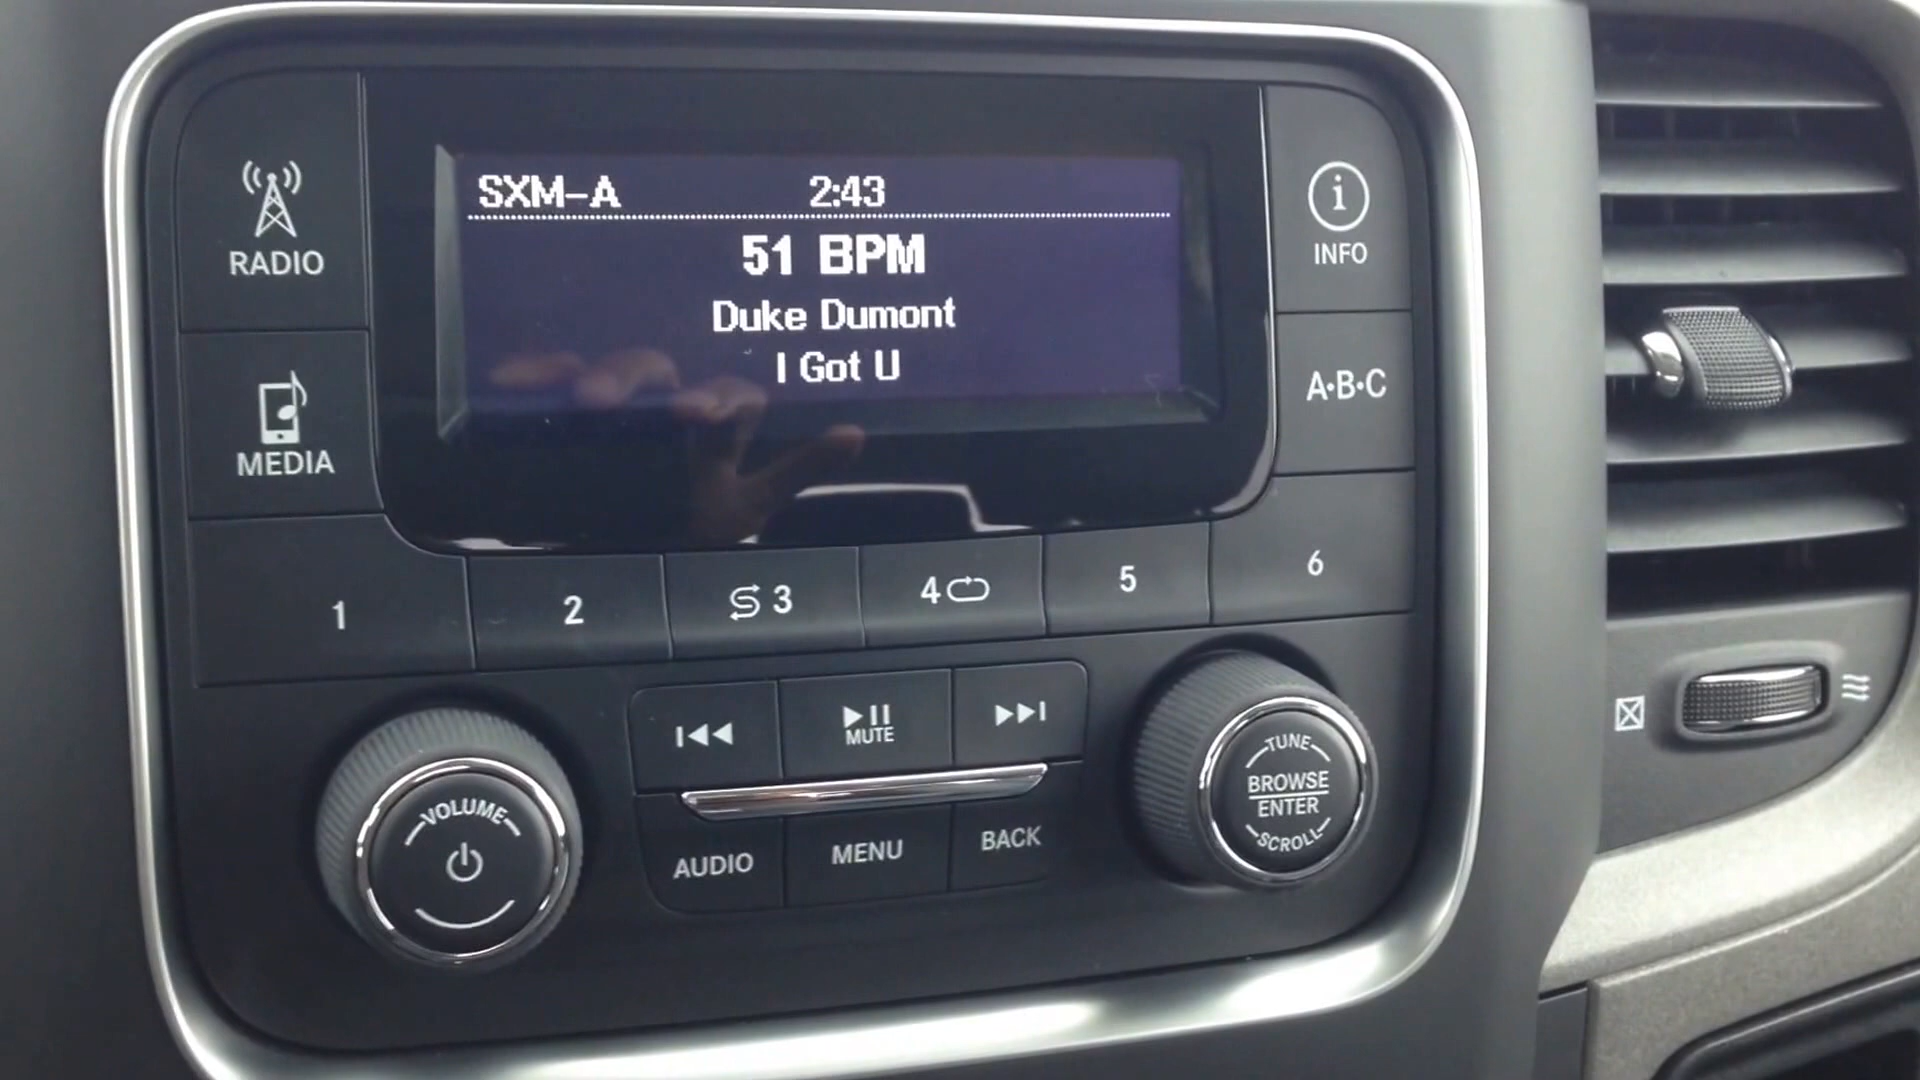 RADIO
MEDIA
SXM-A 2:43
51 BPM
Duke Dumont
I Got U
i
INFO
A•B•C
1 2 3 4 5 6
MUTE
VOLUME
AUDIO MENU BACK
TUNE
BROWSE
ENTER
SCROLL